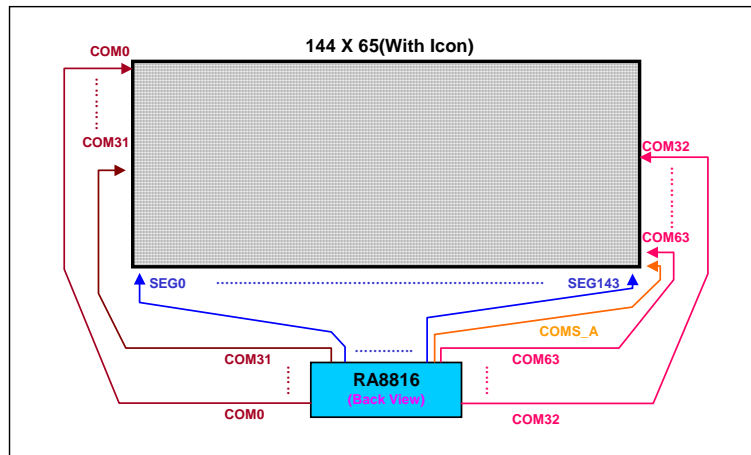 144 X 65(With Icon)
COM0
COM31
COM32
COM63
SEG0
SEG143
COMS_A
COM31
COM63
RA8816
(Back View)
COM0
COM32